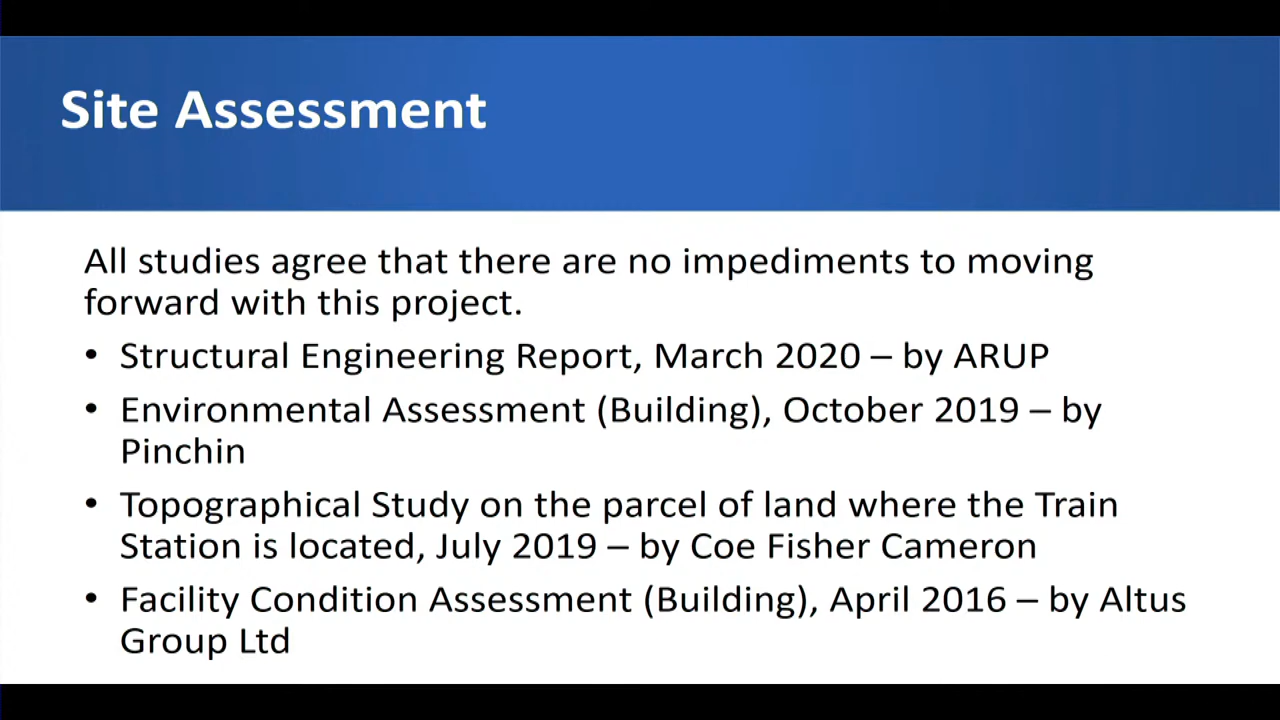 Site Assessment
All studies agree that there are no impediments to moving
forward with this project.
• Structural Engineering Report, March 2020 – by ARUP
• Environmental Assessment (Building), October 2019 – by
Pinchin
• Topographical Study on the parcel of land where the Train
Station is located, July 2019 – by Coe Fisher Cameron
• Facility Condition Assessment (Building), April 2016 – by Altus
Group Ltd